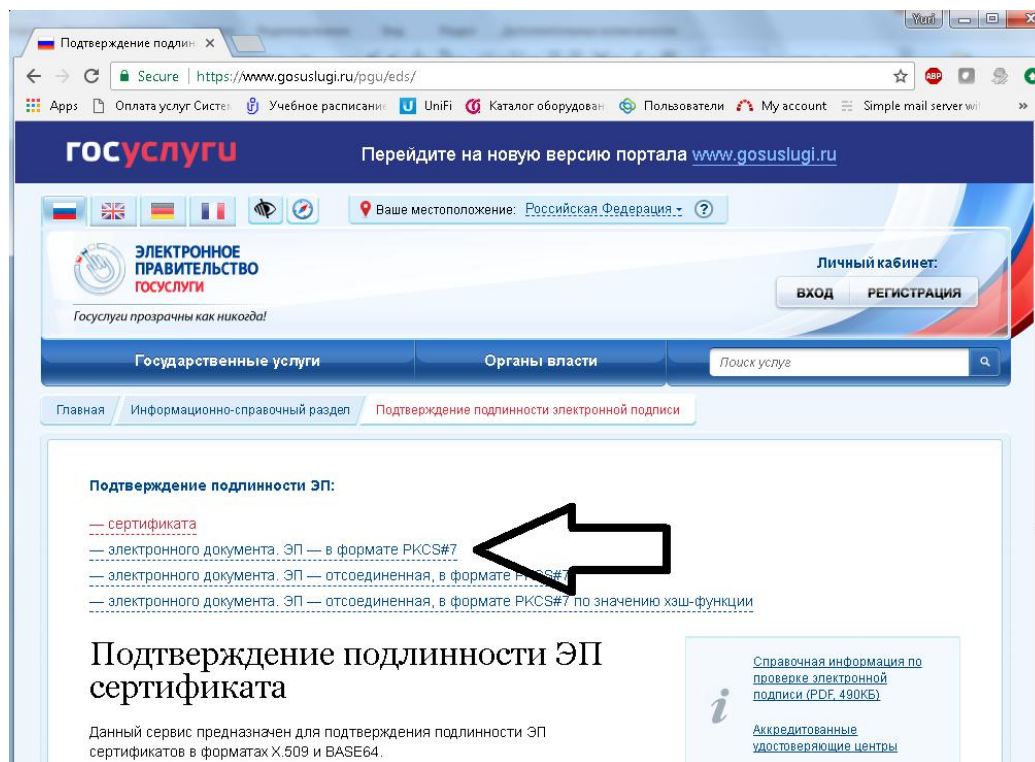 Yuri
Подтверждение подлин
Secure | https://www.gosuslugi.ru/pgu/eds/
ABP
Apps Оплата услуг Систе Учебное расписание UniFi Каталог оборудован Пользователи My account Simple mail server wi »
госуслуги Перейдите на новую версию портала www.gosuslugi.ru
Ваше местоположение: Российская Федерация ?
ЭЛЕКТРОННОЕ
ПРАВИТЕЛЬСТВО
ГОСУСЛУГИ
Госуслуги прозрачны как никогда!
Личный кабинет:
ВХОД РЕГИСТРАЦИЯ
Государственные услуги Органы власти Поиск услуг
Главная Информационно-справочный раздел Подтверждение подлинности электронной подписи
Подтверждение подлинности ЭП:
— сертификата
— электронного документа. ЭП — в формате PKCS#7
— электронного документа. ЭП — отсоединенная, в формате PKCS#7
— электронного документа. ЭП — отсоединенная, в формате PKCS#7 по значению хэш-функции
Подтверждение подлинности ЭП
сертификата
Данный сервис предназначен для подтверждения подлинности ЭП
сертификатов в форматах X.509 и BASE64.
i
Справочная информация по
проверке электронной
подписи (PDF, 490КБ)
Аккредитованные
удостоверяющие центры